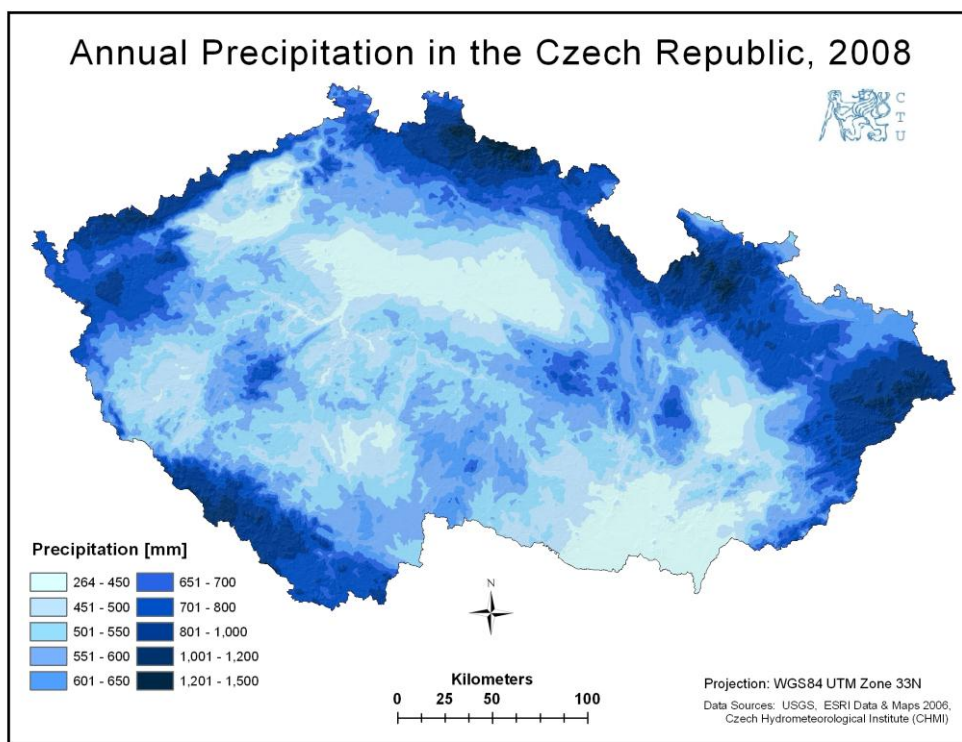 Annual Precipitation in the Czech Republic, 2008
C
T
U
Precipitation [mm]
264 - 450
451 - 500
501 - 550
551 - 600
601 - 650
651 - 700
701 - 800
801 - 1,000
1,001 - 1,200
1,201 - 1,500
N
Kilometers
0 25 50 100
Projection: WGS84 UTM Zone 33N
Data Sources: USGS, ESRI Data & Maps 2006,
Czech Hydrometeorological Institute (CHMI)